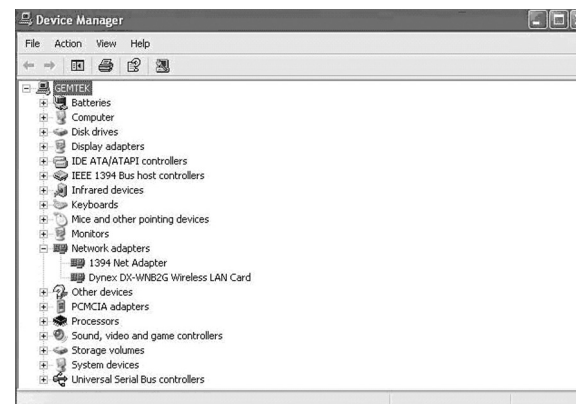 Device Manager
File Action View Help
GEMTEK
Batteries
Computer
Disk drives
Display adapters
IDE ATA/ATAPI controllers
IEEE 1394 Bus host controllers
Infrared devices
Keyboards
Mice and other pointing devices
Monitors
Network adapters
1394 Net Adapter
Dynex DX-WNB2G Wireless LAN Card
Other devices
PCMCIA adapters
Processors
Sound, video and game controllers
Storage volumes
System devices
Universal Serial Bus controllers